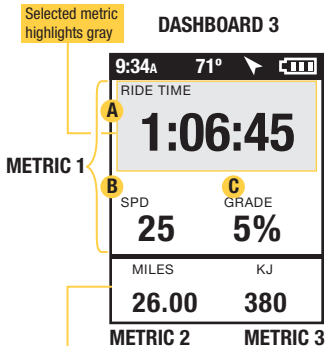 Selected metric
highlights gray
DASHBOARD 3
9:34A 71º
RIDE TIME
A
1:06:45
METRIC 1
B C
SPD GRADE
25 5%
MILES KJ
26.00 380
METRIC 2 METRIC 3